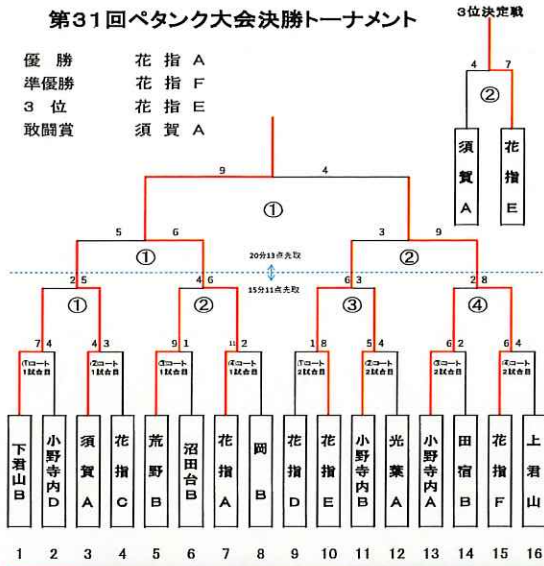 第31回ペタンク大会決勝トーナメント
3位決定戦
優勝 花指A
準優勝 花指F
3位 花指E
敢闘賞 須賀A
4 7
②
須賀A
花指E
9 4
①
5 6
①
3 9
②
20分13点先取
15分11点先取
2 5
①
4 6
②
6 3
③
2 8
④
7 4
①コート
1試合目
4 3
②コート
1試合目
9 1
③コート
1試合目
11 2
④コート
1試合目
1 8
①コート
2試合目
5 4
②コート
2試合目
6 2
③コート
2試合目
6 4
④コート
2試合目
下君山B
小野寺内D
須賀A
花指C
荒野B
沼田台B
花指A
岡B
花指D
花指E
小野寺内B
光葉A
小野寺内A
田宿B
花指F
上君山
1 2 3 4 5 6 7 8 9 10 11 12 13 14 15 16